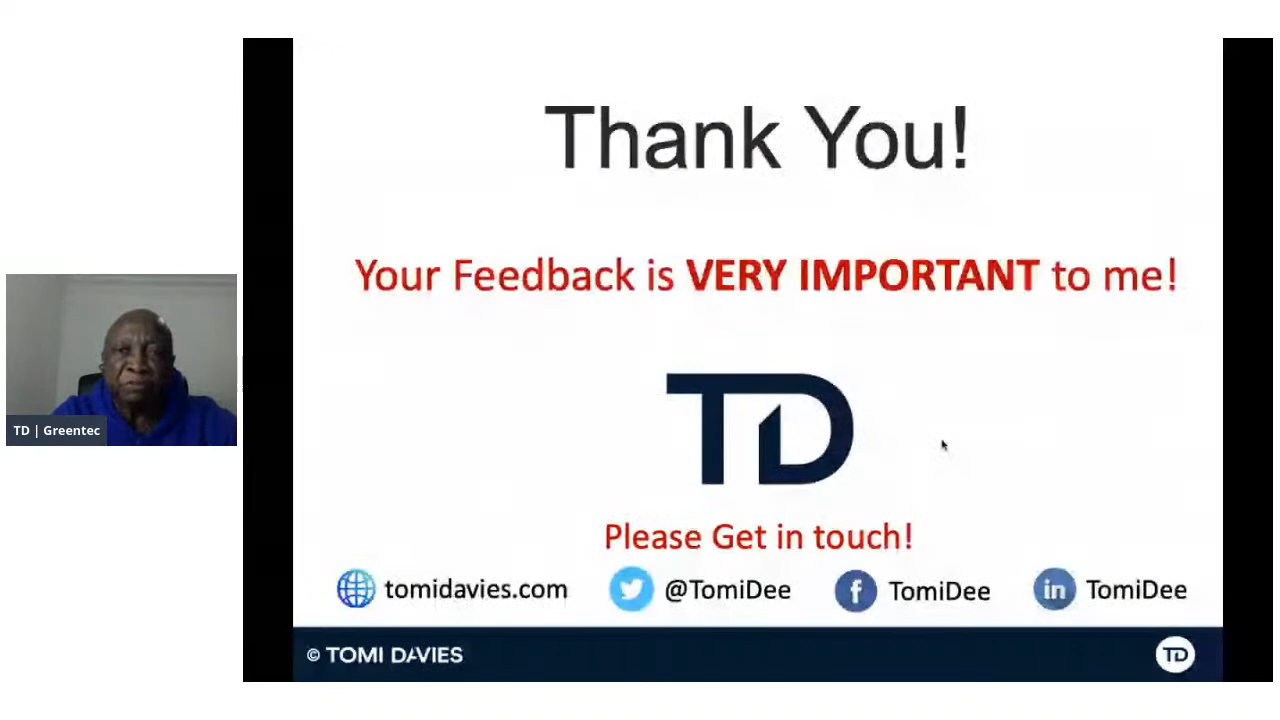 Thank You!
Your Feedback is VERY IMPORTANT to me!
TD
Please Get in touch!
tomidavies.com @TomiDee TomiDee TomiDee
© TOMI DAVIES TD
TD | Greentec